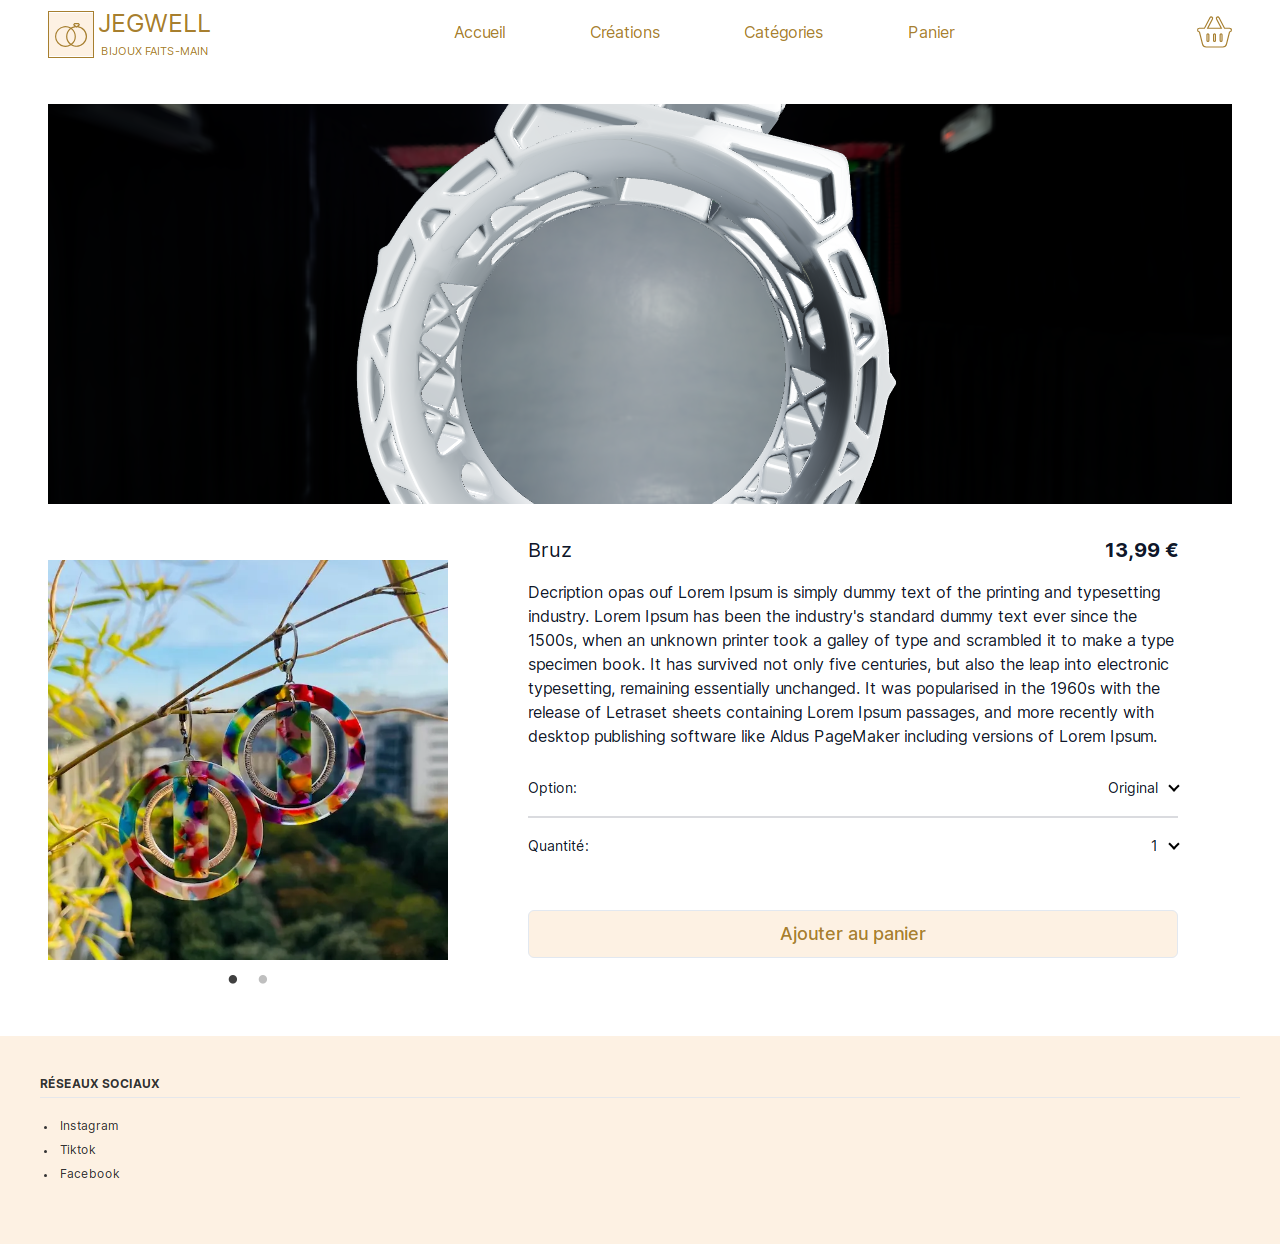 JEGWELL
BIJOUX FAITS-MAIN
Accueil
Créations
Catégories
Panier
Bruz
13,99 €
Decription opas ouf Lorem Ipsum is simply dummy text of the printing and typesetting
industry. Lorem Ipsum has been the industry's standard dummy text ever since the
1500s, when an unknown printer took a galley of type and scrambled it to make a type
specimen book. It has survived not only five centuries, but also the leap into electronic
typesetting, remaining essentially unchanged. It was popularised in the 1960s with the
release of Letraset sheets containing Lorem Ipsum passages, and more recently with
desktop publishing software like Aldus PageMaker including versions of Lorem Ipsum.
Option:
Original
Quantité:
1
Ajouter au panier
RÉSEAUX SOCIAUX
Instagram
Tiktok
Facebook